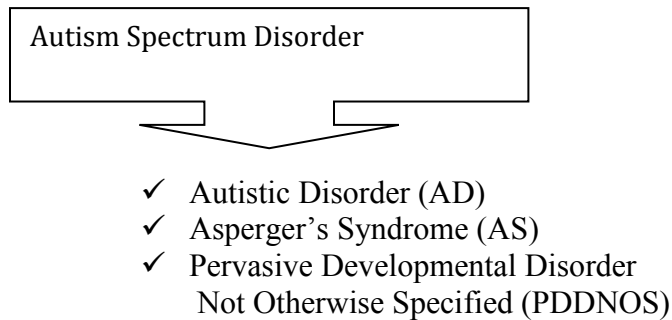 Autism Spectrum Disorder
✓ Autistic Disorder (AD)
✓ Asperger’s Syndrome (AS)
✓ Pervasive Developmental Disorder
Not Otherwise Specified (PDDNOS)